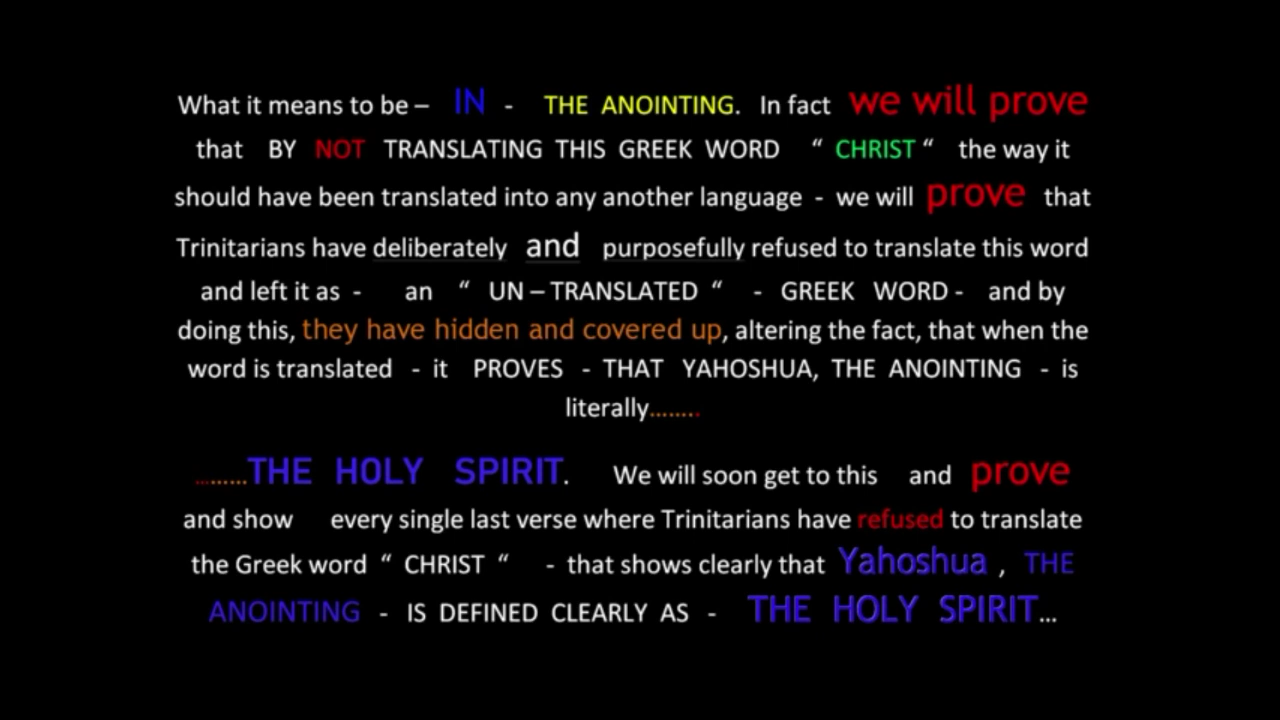 What it means to be – IN - THE ANOINTING. In fact we will prove
that BY NOT TRANSLATING THIS GREEK WORD “ CHRIST “ the way it
should have been translated into any another language - we will prove that
Trinitarians have deliberately and purposefully refused to translate this word
and left it as - an “ UN – TRANSLATED “ - GREEK WORD - and by
doing this, they have hidden and covered up, altering the fact, that when the
word is translated - it PROVES - THAT YAHOSHUA, THE ANOINTING - is
literally........
.........THE HOLY SPIRIT. We will soon get to this and prove
and show every single last verse where Trinitarians have refused to translate
the Greek word “ CHRIST “ - that shows clearly that Yahoshua , THE
ANOINTING - IS DEFINED CLEARLY AS - THE HOLY SPIRIT...